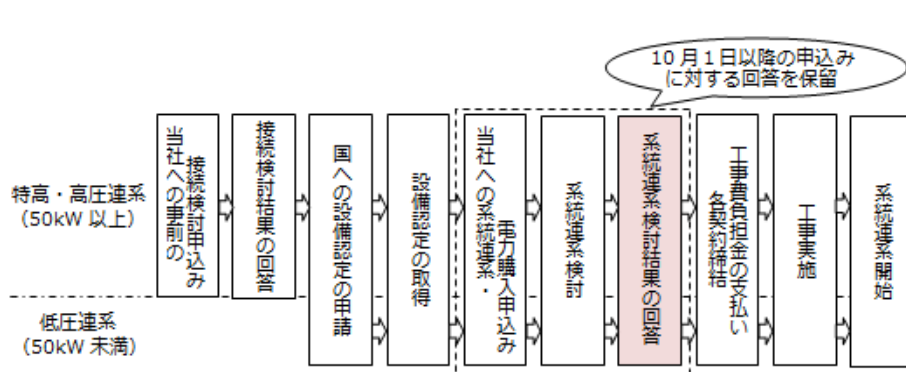 10月1日以降の申込み
に対する回答を保留
特高・高圧連系
（50kW 以上）
低圧連系
（50kW 未満）
当社への事前の
接続検討申込み
接続検討結果の回答
国への設備認定の申請
設備認定の取得
当社への系統連系・
電力購入申込み
系統連系検討
系統連系検討結果の回答
工事費負担金の支払い
各契約締結
工事実施
系統連系開始